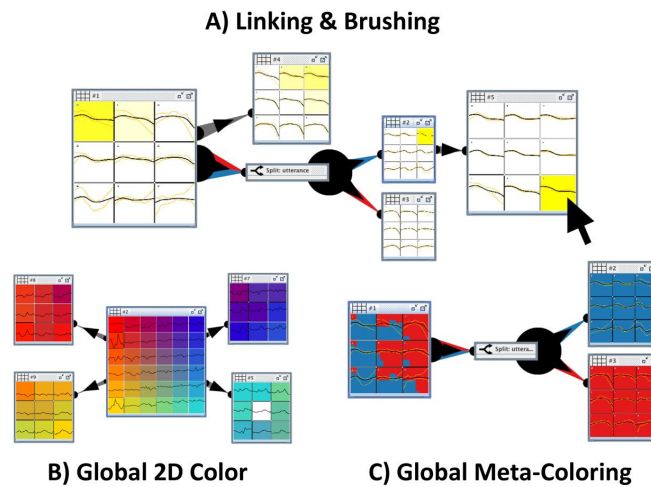 A) Linking & Brushing
#4
#1
#5
#2
Split: utterance
#3
#8
#7
#2
#2
#1
Split: uttera...
#3
#9
#5
B) Global 2D Color
C) Global Meta-Coloring